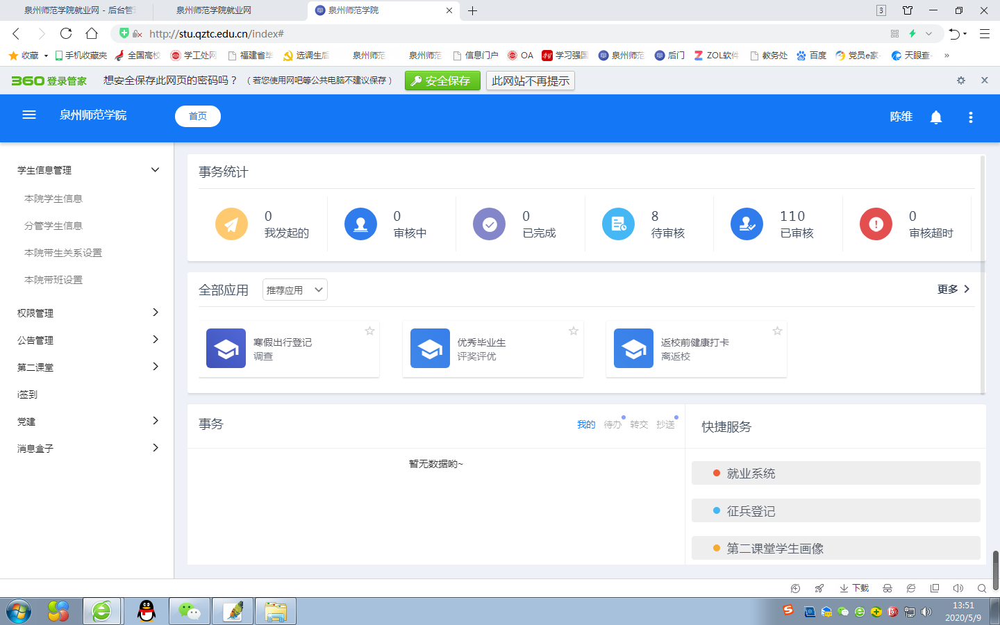 泉州师范学院就业网 - 后台管
泉州师范学院就业网
泉州师范学院
3
http://stu.qztc.edu.cn/index#
收藏
手机收藏夹
全国高校
学工处网
福建省毕
选调生后
泉州师范
泉州师范
信息门户
OA
学习强国
泉州师范
后门
ZOL软件
教务处
百度
党员e家-
天眼查-
»
360登录管家
想安全保存此网页的密码吗？
（若您使用网吧等公共电脑不建议保存）
安全保存
此网站不再提示
泉州师范学院
首页
陈维
学生信息管理
本院学生信息
分管学生信息
本院带生关系设置
本院带班设置
权限管理
公告管理
第二课堂
i签到
党建
消息盒子
事务统计
0
我发起的
0
审核中
0
已完成
8
待审核
110
已审核
0
审核超时
全部应用
推荐应用
更多
寒假出行登记
调查
优秀毕业生
评奖评优
返校前健康打卡
离返校
事务
我的
待办
转交
抄送
暂无数据哟~
快捷服务
就业系统
征兵登记
第二课堂学生画像
下载
13:51
2020/5/9